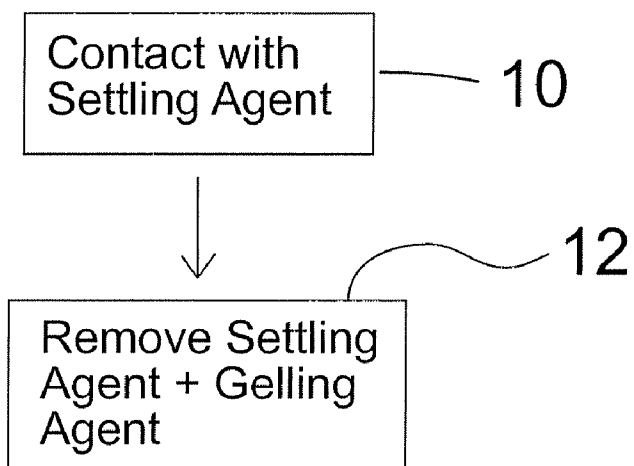 Contact with
Settling Agent
10
12
Remove Settling
Agent + Gelling
Agent